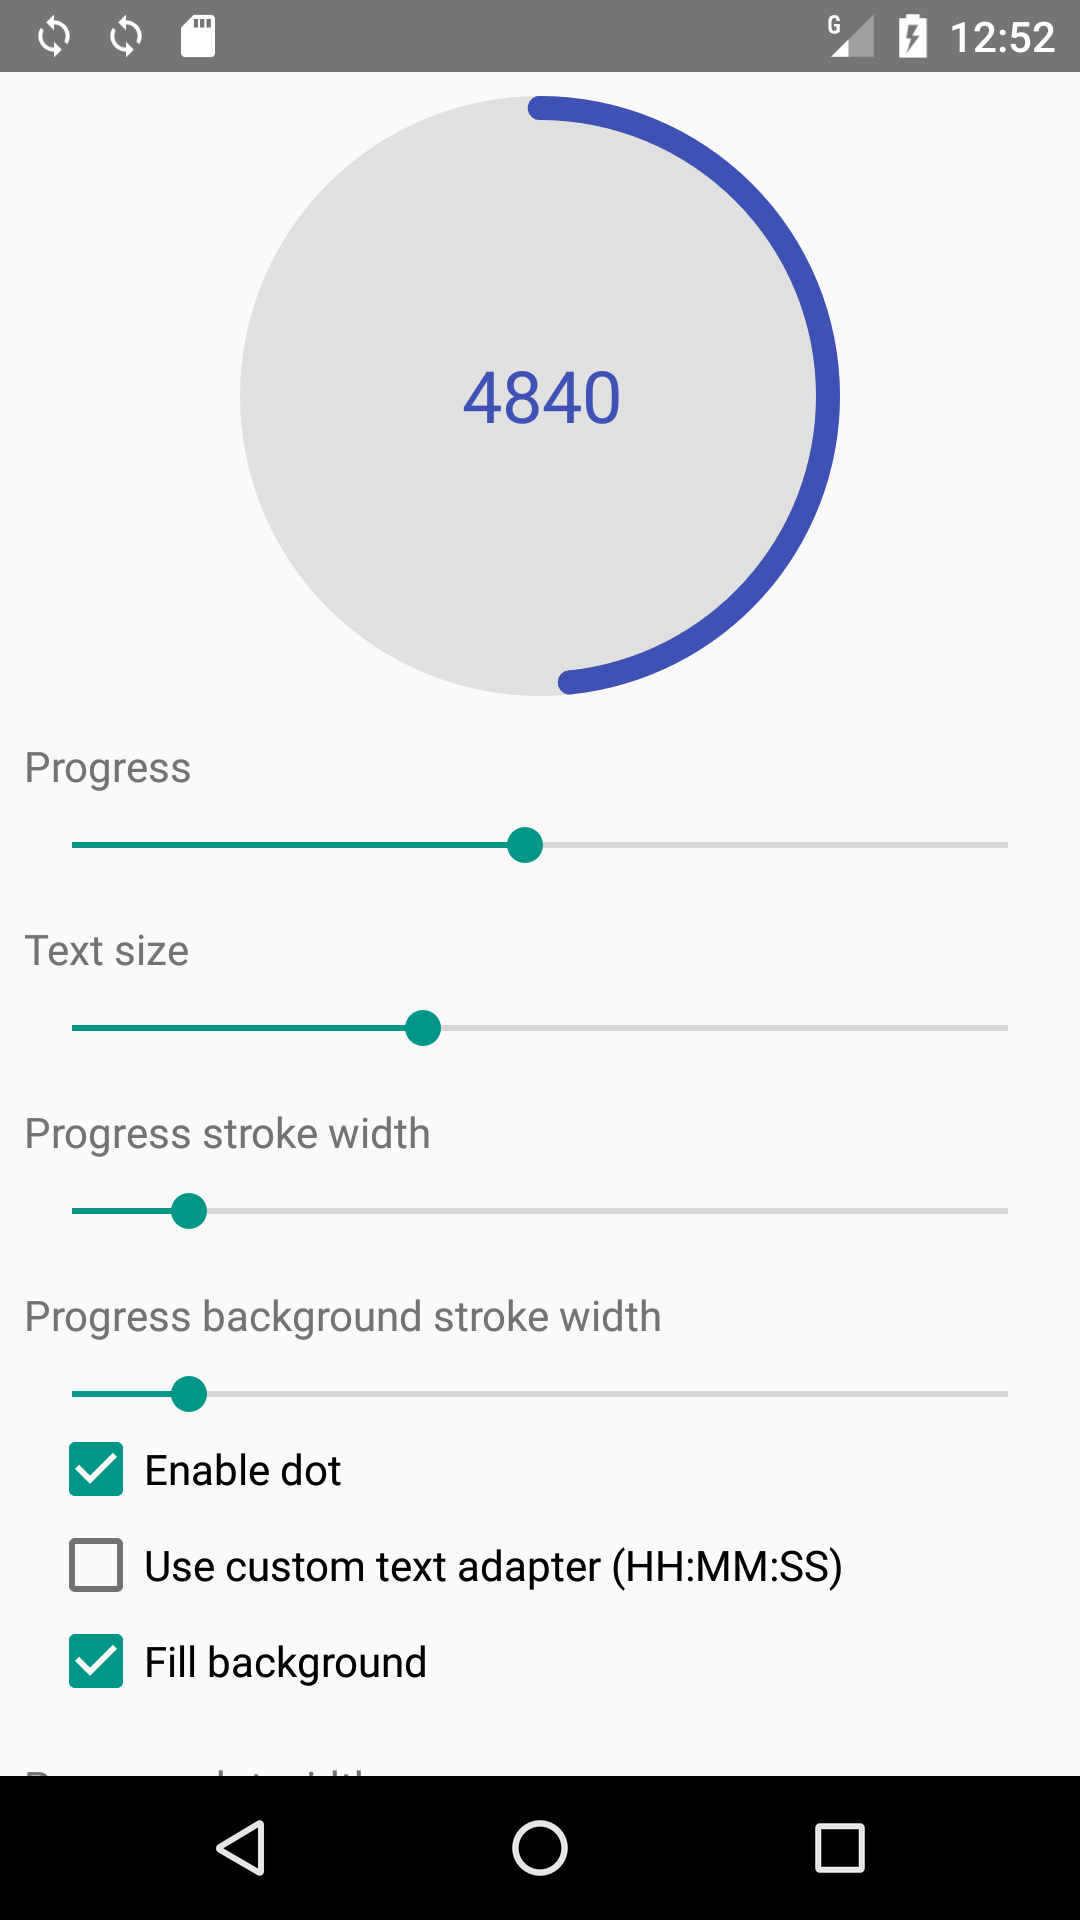 G 12:52
4840
Progress
Text size
Progress stroke width
Progress background stroke width
Enable dot
Use custom text adapter (HH:MM:SS)
Fill background